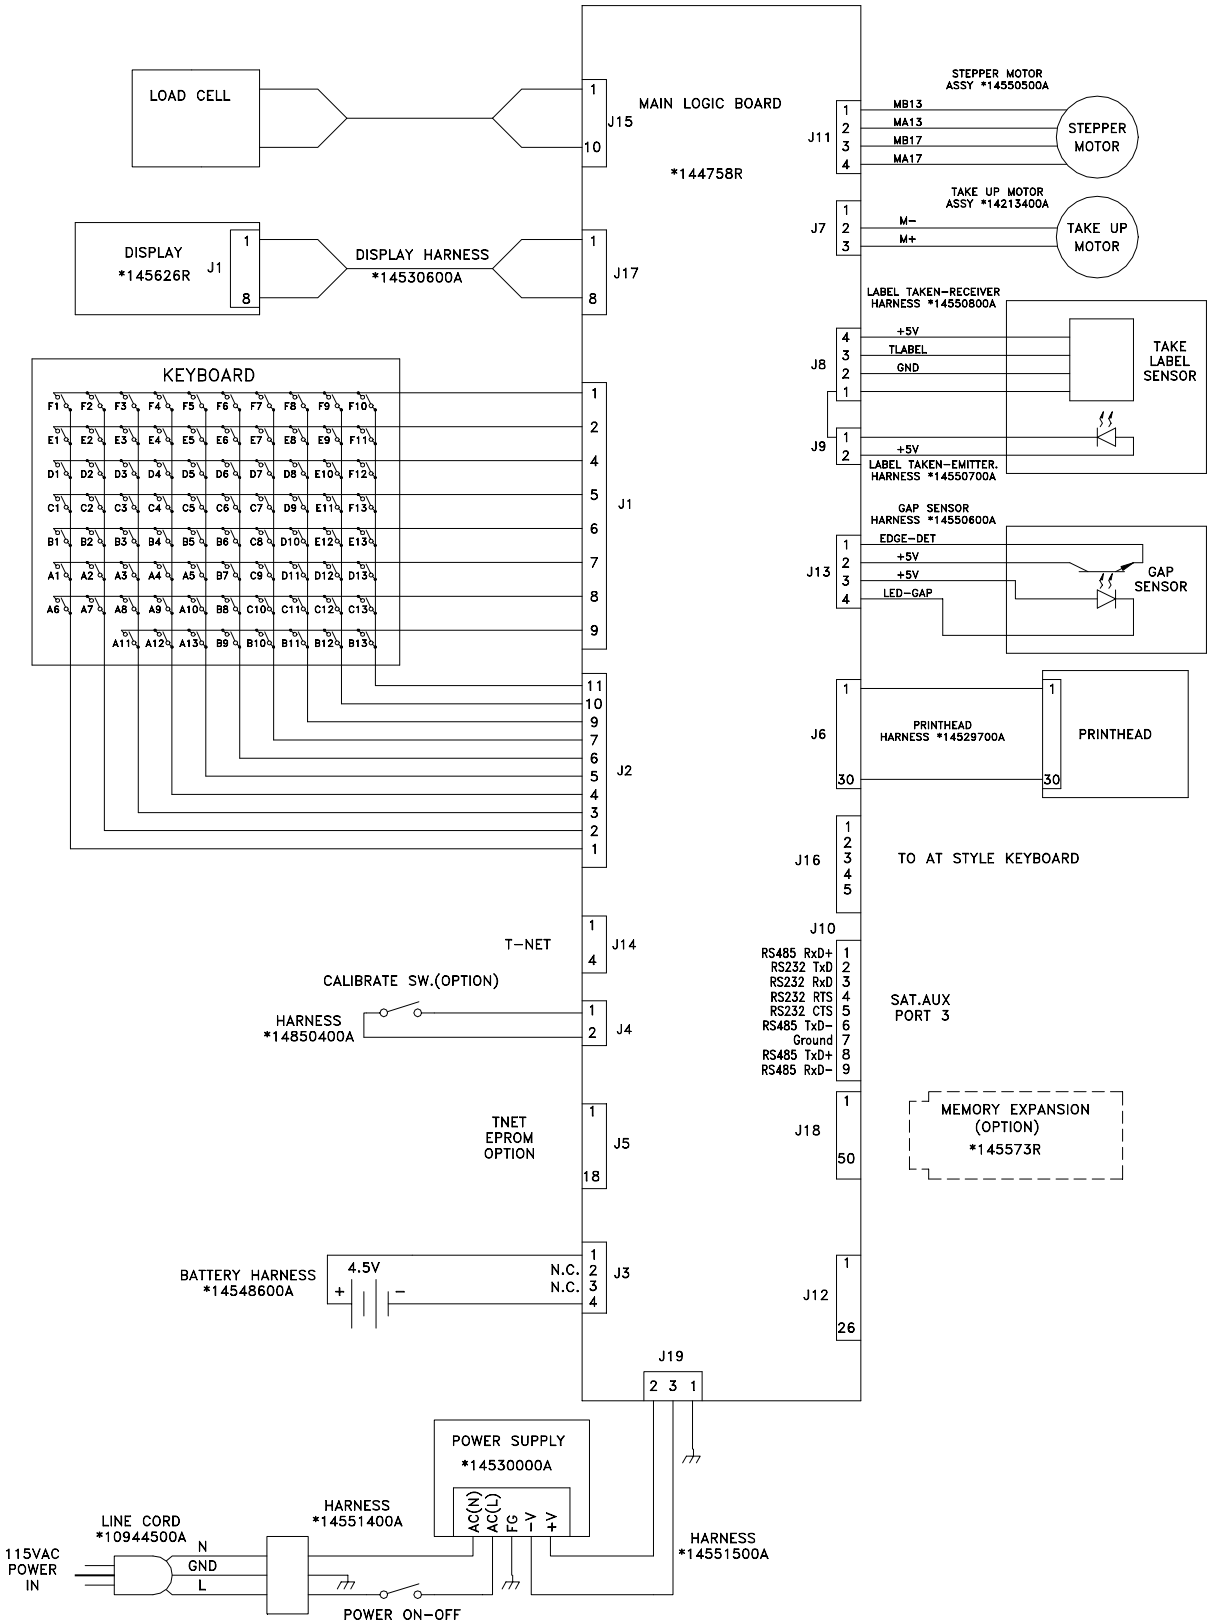 LOAD CELL
1
10
J15
MAIN LOGIC BOARD
*144758R
STEPPER MOTOR
ASSY *14550500A
J11
1
2
3
4
MB13
MA13
MB17
MA17
STEPPER
MOTOR
TAKE UP MOTOR
ASSY *14213400A
J7
1
2
3
M-
M+
TAKE UP
MOTOR
DISPLAY
*145626R
J1
1
8
DISPLAY HARNESS
*14530600A
1
8
J17
LABEL TAKEN-RECEIVER
HARNESS *14550800A
J8
4
3
2
1
+5V
TLABEL
GND
TAKE
LABEL
SENSOR
J9
1
2
+5V
LABEL TAKEN-EMITTER.
HARNESS *14550700A
KEYBOARD
F1 F2 F3 F4 F5 F6 F7 F8 F9 F10
E1 E2 E3 E4 E5 E6 E7 E8 E9 F11
D1 D2 D3 D4 D5 D6 D7 D8 E10 F12
C1 C2 C3 C4 C5 C6 C7 D9 E11 F13
B1 B2 B3 B4 B5 B6 C8 D10 E12 E13
A1 A2 A3 A4 A5 B7 C9 D11 D12 D13
A6 A7 A8 A9 A10 B8 C10 C11 C12 C13
A11 A12 A13 B9 B10 B11 B12 B13
1
2
4
5
6
7
8
9
J1
GAP SENSOR
HARNESS *14550600A
J13
1
2
3
4
EDGE-DET
+5V
+5V
LED-GAP
GAP
SENSOR
11
10
9
7
6
5
4
3
2
1
J2
J6
1
30
PRINTHEAD
HARNESS *14529700A
1
30
PRINTHEAD
J16
1
2
3
4
5
TO AT STYLE KEYBOARD
T-NET
1
4
J14
CALIBRATE SW.(OPTION)
HARNESS
*14850400A
1
2
J4
J10
RS485 RxD+ 1
RS232 TxD 2
RS232 RxD 3
RS232 RTS 4
RS232 CTS 5
RS485 TxD- 6
Ground 7
RS485 TxD+ 8
RS485 RxD- 9
SAT.AUX
PORT 3
TNET
EPROM
OPTION
1
18
J5
J18
1
50
MEMORY EXPANSION
(OPTION)
*145573R
BATTERY HARNESS
*14548600A
4.5V
+ -
1
N.C. 2
N.C. 3
4
J3
J12
1
26
J19
2 3 1
POWER SUPPLY
*14530000A
AC(N)
AC(L)
FG
-V
+V
HARNESS
*14551500A
HARNESS
*14551400A
LINE CORD
*10944500A
115VAC
POWER
IN
N
GND
L
POWER ON-OFF